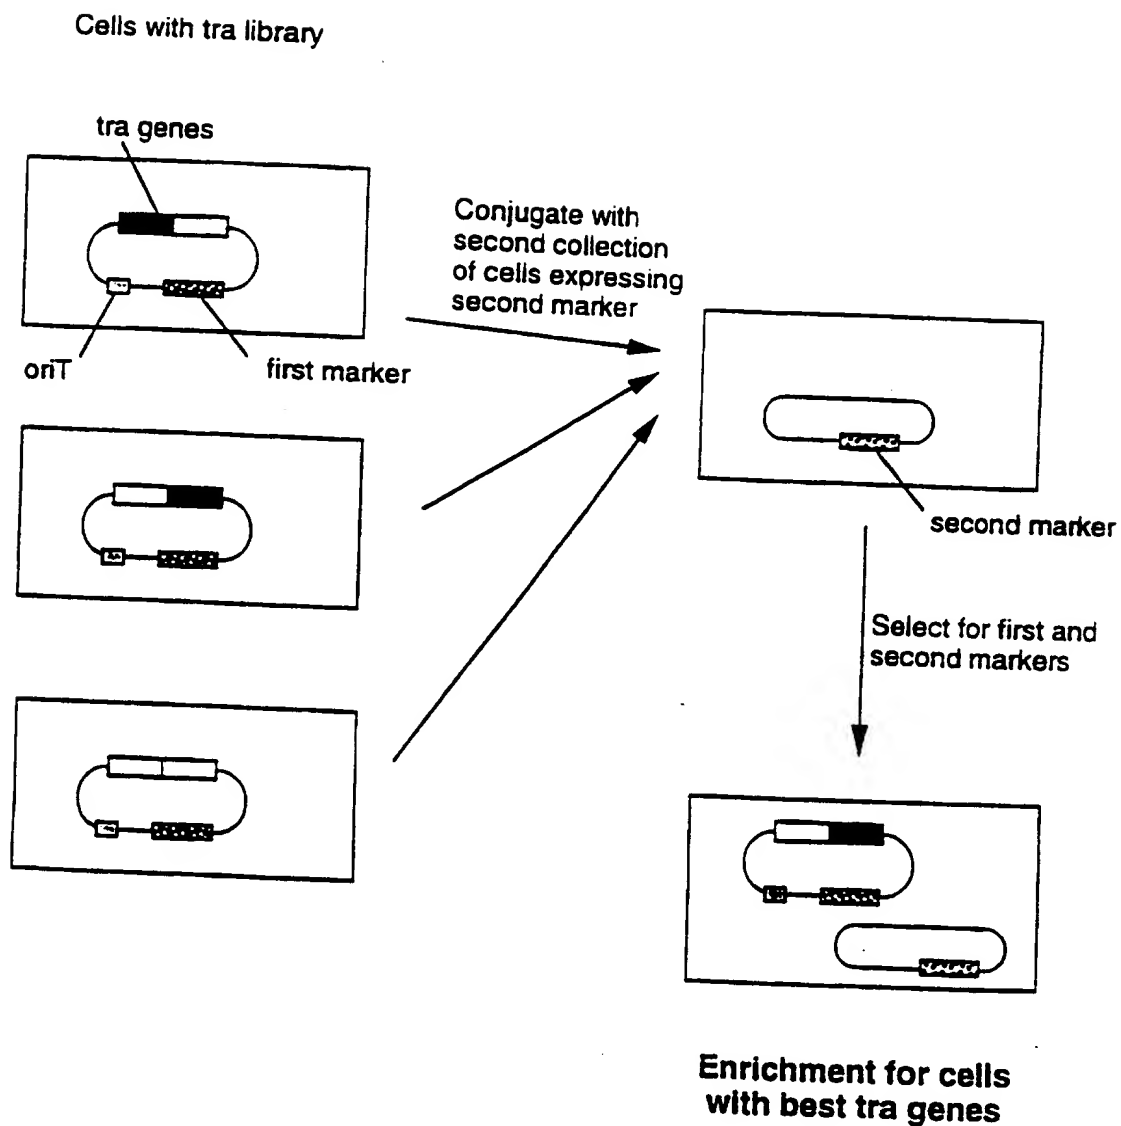 Cells with tra library
tra genes
Conjugate with
second collection
of cells expressing
second marker
oriT
first marker
second marker
Select for first and
second markers
Enrichment for cells
with best tra genes